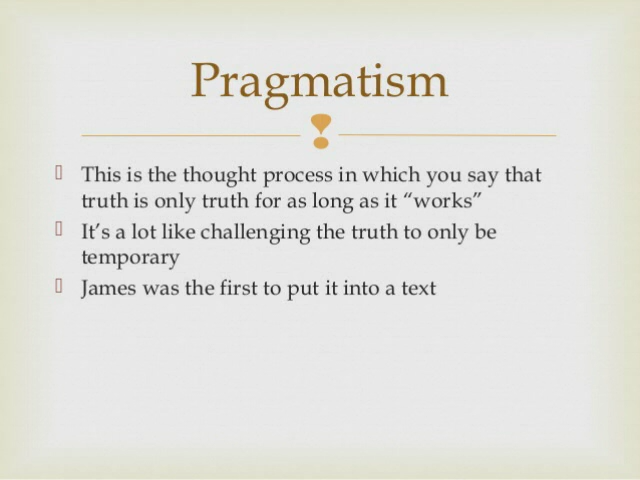 Pragmatism
This is the thought process in which you say that
truth is only truth for as long as it “works”
It’s a lot like challenging the truth to only be
temporary
James was the first to put it into a text